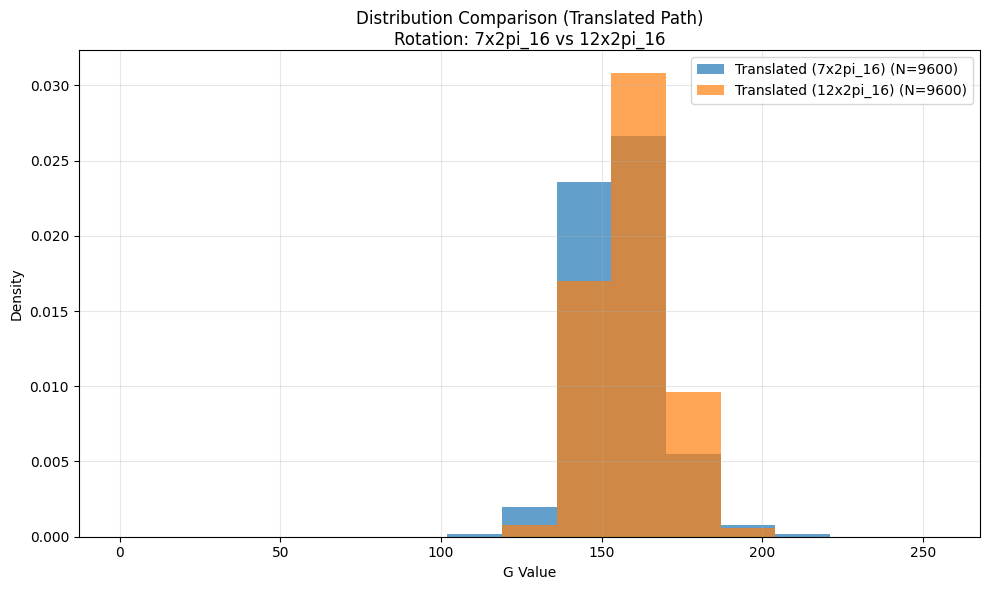 Distribution Comparison (Translated Path)
Rotation: 7x2pi_16 vs 12x2pi_16
Translated (7x2pi_16) (N=9600)
Translated (12x2pi_16) (N=9600)
Density
0.030
0.025
0.020
0.015
0.010
0.005
0.000
0
50
100
150
200
250
G Value